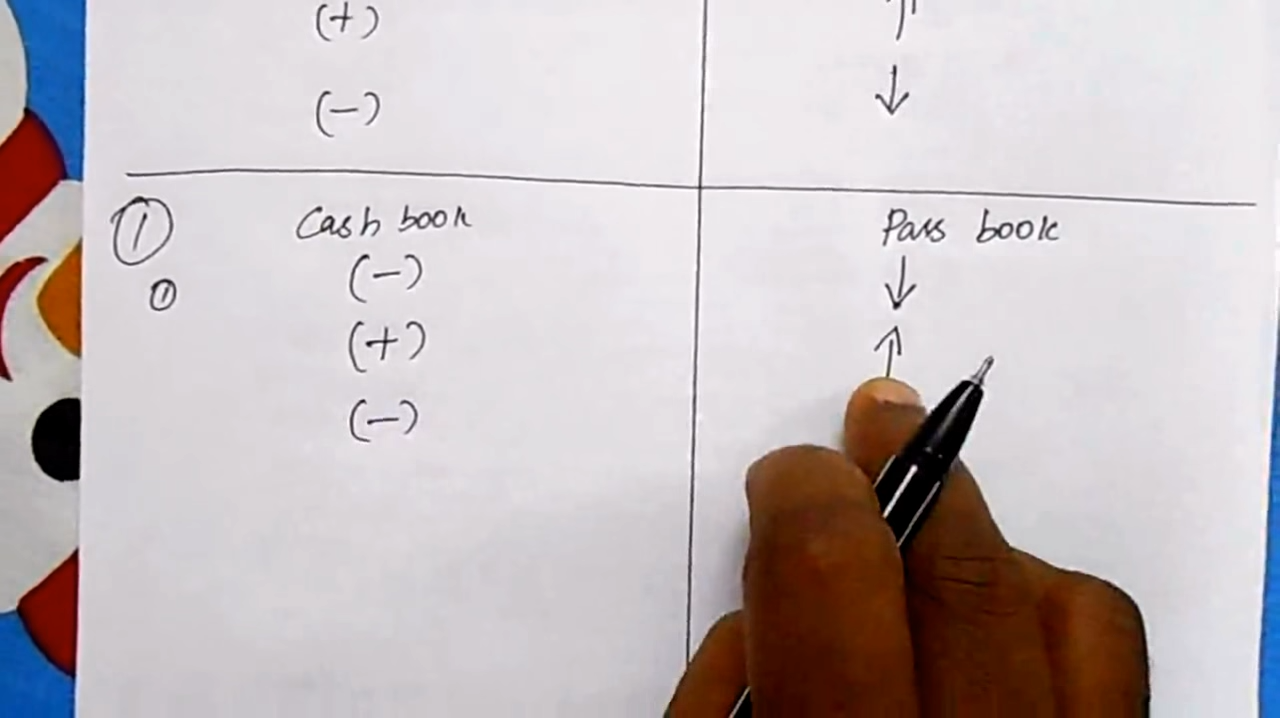 (+) ↑
(-) ↓
① Cash book Pass book
① (-) ↓
(+) ↑
(-)